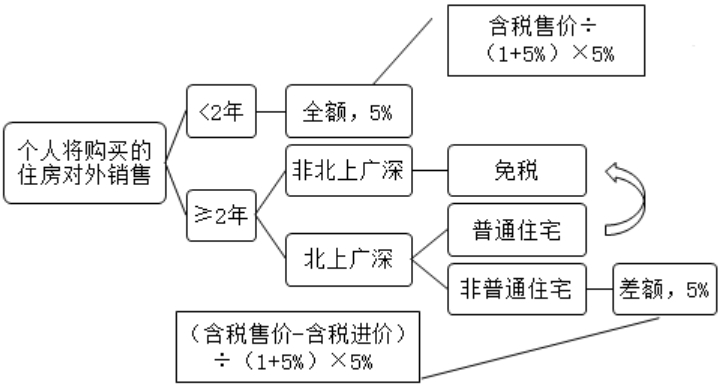 含税售价÷
（1+5%）×5%
<2年
全额，5%
个人将购买的
住房对外销售
非北上广深
免税
≥2年
普通住宅
北上广深
非普通住宅
差额，5%
（含税售价-含税进价）
÷（1+5%）×5%